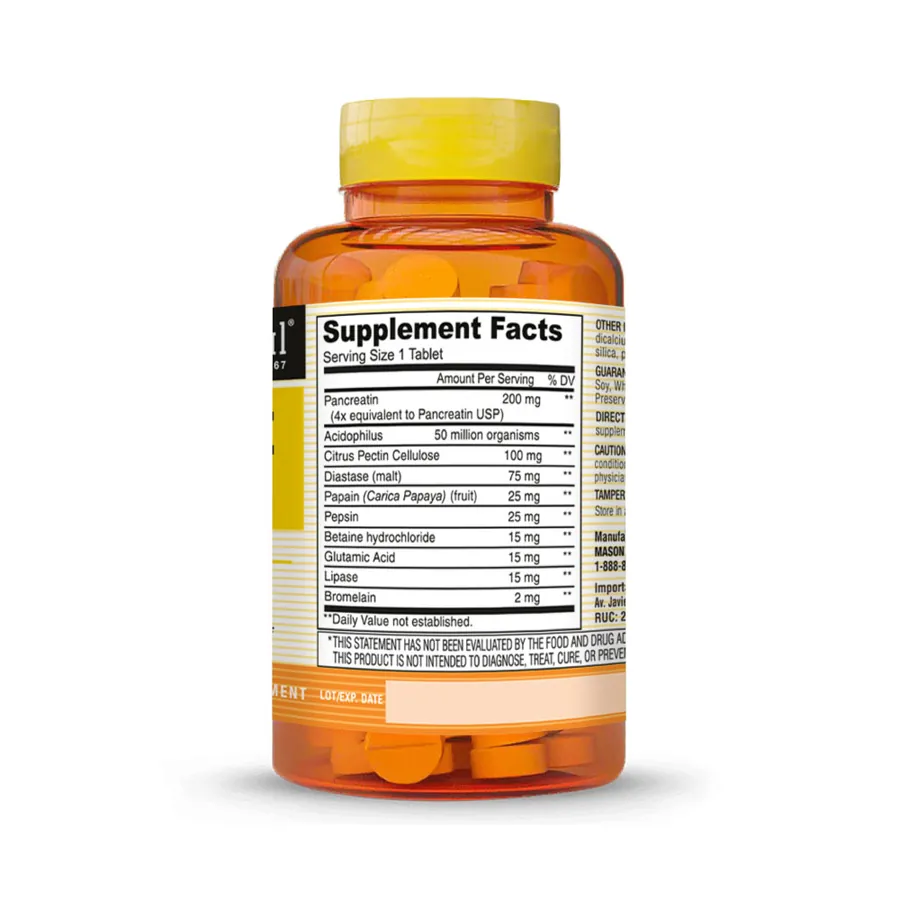 ®
67
Supplement Facts
Serving Size 1 Tablet
Amount Per Serving % DV
Pancreatin 200 mg **
(4x equivalent to Pancreatin USP)
Acidophilus 50 million organisms **
Citrus Pectin Cellulose 100 mg **
Diastase (malt) 75 mg **
Papain (Carica Papaya) (fruit) 25 mg **
Pepsin 25 mg **
Betaine hydrochloride 15 mg **
Glutamic Acid 15 mg **
Lipase 15 mg **
Bromelain 2 mg **
**Daily Value not established.
*THIS STATEMENT HAS NOT BEEN EVALUATED BY THE FOOD AND DRUG AD
THIS PRODUCT IS NOT INTENDED TO DIAGNOSE, TREAT, CURE, OR PREVEN
MENT LOT/EXP. DATE
OTHER
dicalciu
silica, p
GUARAN
Soy, Wh
Preserv
DIRECT
supplem
CAUTION
condition
physicia
TAMPER
Store in
Manufa
MASON
1-888-8
Import
Av. Javie
RUC: 2